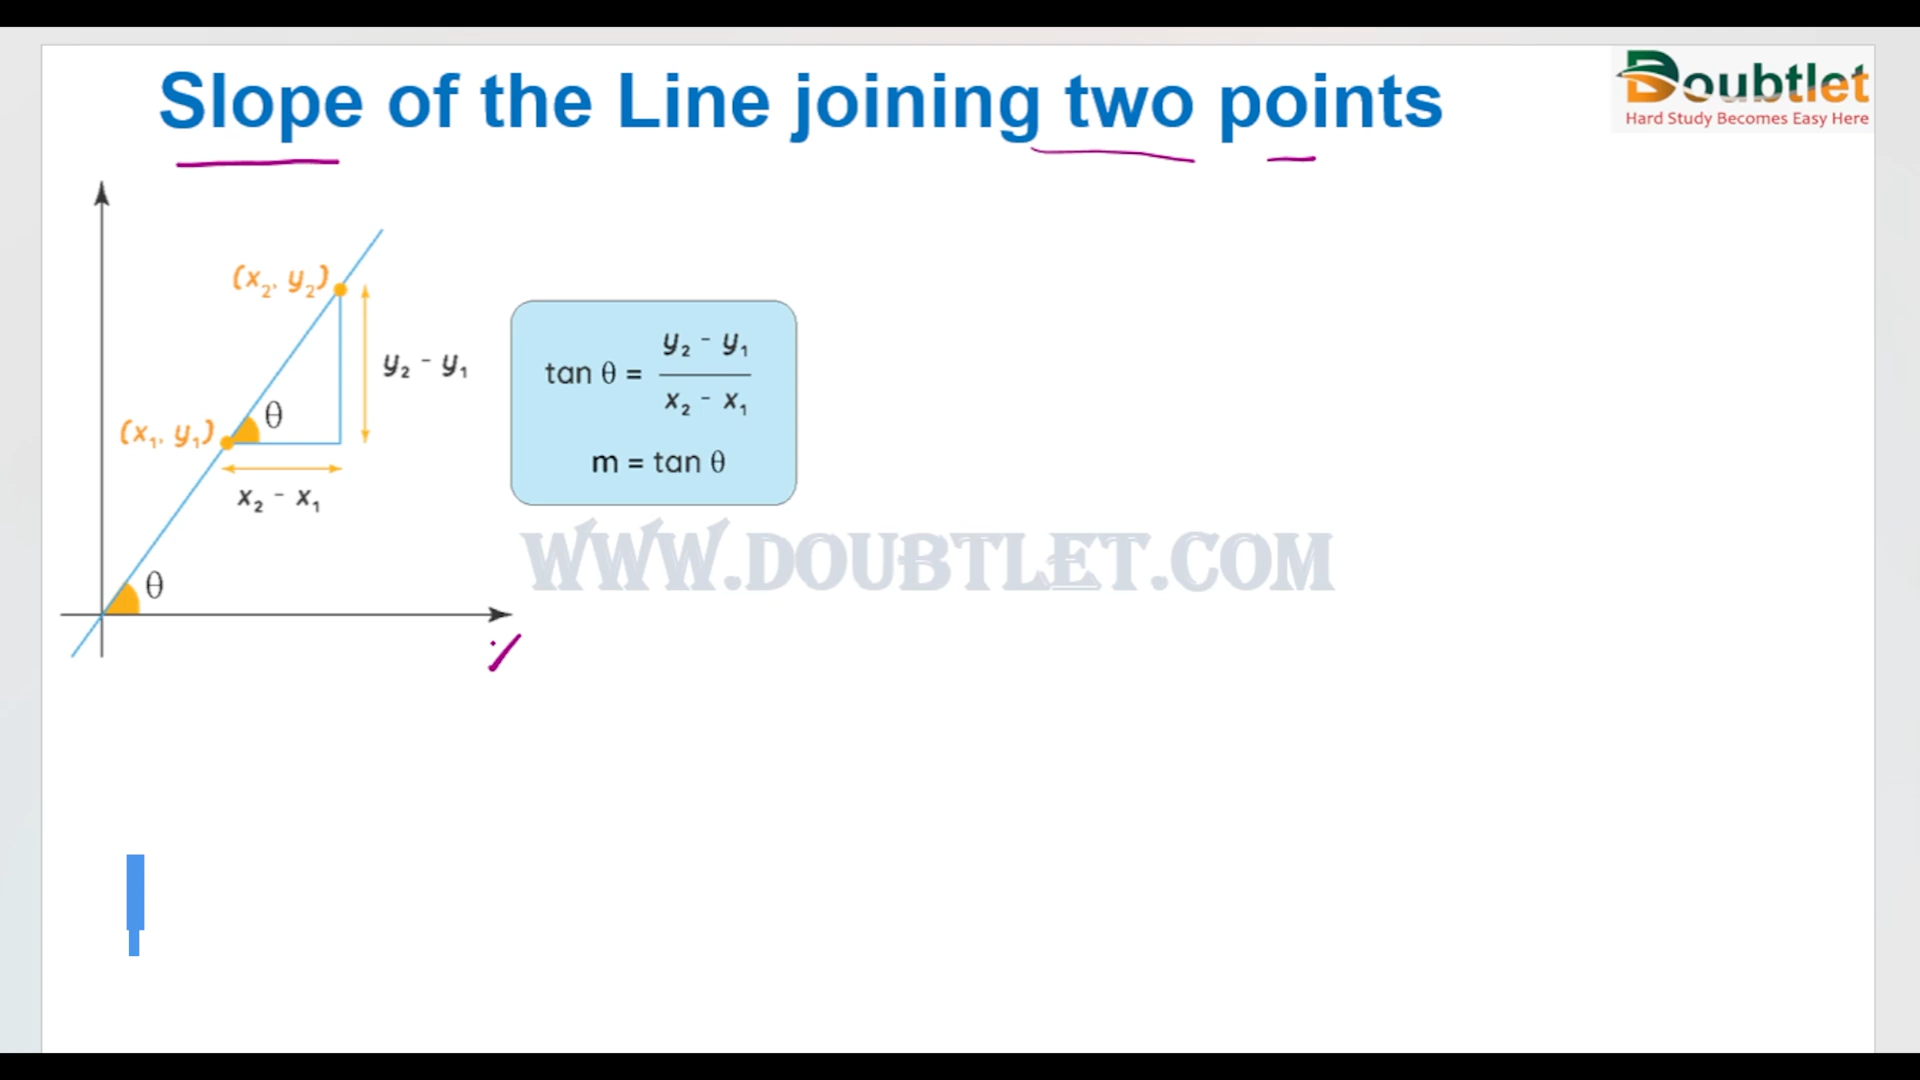 Slope of the Line joining two points
Doubtlet
Hard Study Becomes Easy Here
(x₂, y₂)
y₂ - y₁
θ
(x₁, y₁)
x₂ - x₁
θ
tan θ = y₂ - y₁ / x₂ - x₁
m = tan θ
WWW.DOUBTLET.COM